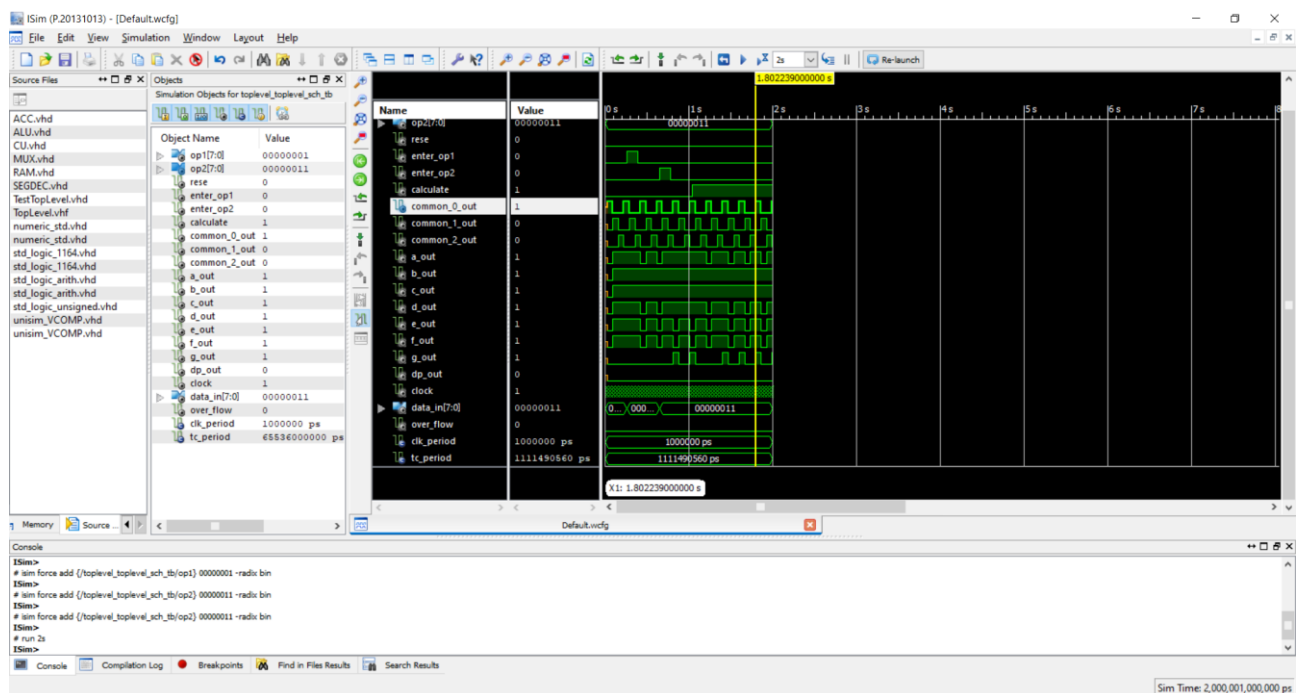 ISim (P.20131013) - [Default.wcfg]
File Edit View Simulation Window Layout Help
2s Re-launch
Source Files
ACC.vhd
ALU.vhd
CU.vhd
MUX.vhd
RAM.vhd
SEGDEC.vhd
TestTopLevel.vhd
TopLevel.vhf
numeric_std.vhd
numeric_std.vhd
std_logic_1164.vhd
std_logic_1164.vhd
std_logic_arith.vhd
std_logic_arith.vhd
std_logic_unsigned.vhd
unisim_VCOMP.vhd
unisim_VCOMP.vhd
Memory Source ...
Objects
Simulation Objects for toplevel_toplevel_sch_tb
Object Name Value
op1[7:0] 00000001
op2[7:0] 00000011
rese 0
enter_op1 0
enter_op2 0
calculate 1
common_0_out 1
common_1_out 0
common_2_out 0
a_out 1
b_out 1
c_out 1
d_out 1
e_out 1
f_out 1
g_out 1
dp_out 0
clock 1
data_in[7:0] 00000011
over_flow 0
clk_period 1000000 ps
tc_period 65536000000 ps
1.802239000000 s
Name Value 0 s 1 s 2 s 3 s 4 s 5 s 6 s 7 s 8
op2[7:0] 00000011 00000011
rese 0
enter_op1 0
enter_op2 0
calculate 1
common_0_out 1
common_1_out 0
common_2_out 0
a_out 1
b_out 1
c_out 1
d_out 1
e_out 1
f_out 1
g_out 1
dp_out 0
clock 1
data_in[7:0] 00000011 0... 000... 00000011
over_flow 0
clk_period 1000000 ps 1000000 ps
tc_period 1111490560 ps 1111490560 ps
X1: 1.802239000000 s
Default.wcfg
Console
ISim>
# isim force add {/toplevel_toplevel_sch_tb/op1} 00000001 -radix bin
ISim>
# isim force add {/toplevel_toplevel_sch_tb/op2} 00000011 -radix bin
ISim>
# isim force add {/toplevel_toplevel_sch_tb/op2} 00000011 -radix bin
ISim>
# run 2s
ISim>
Console Compilation Log Breakpoints Find in Files Results Search Results
Sim Time: 2,000,001,000,000 ps